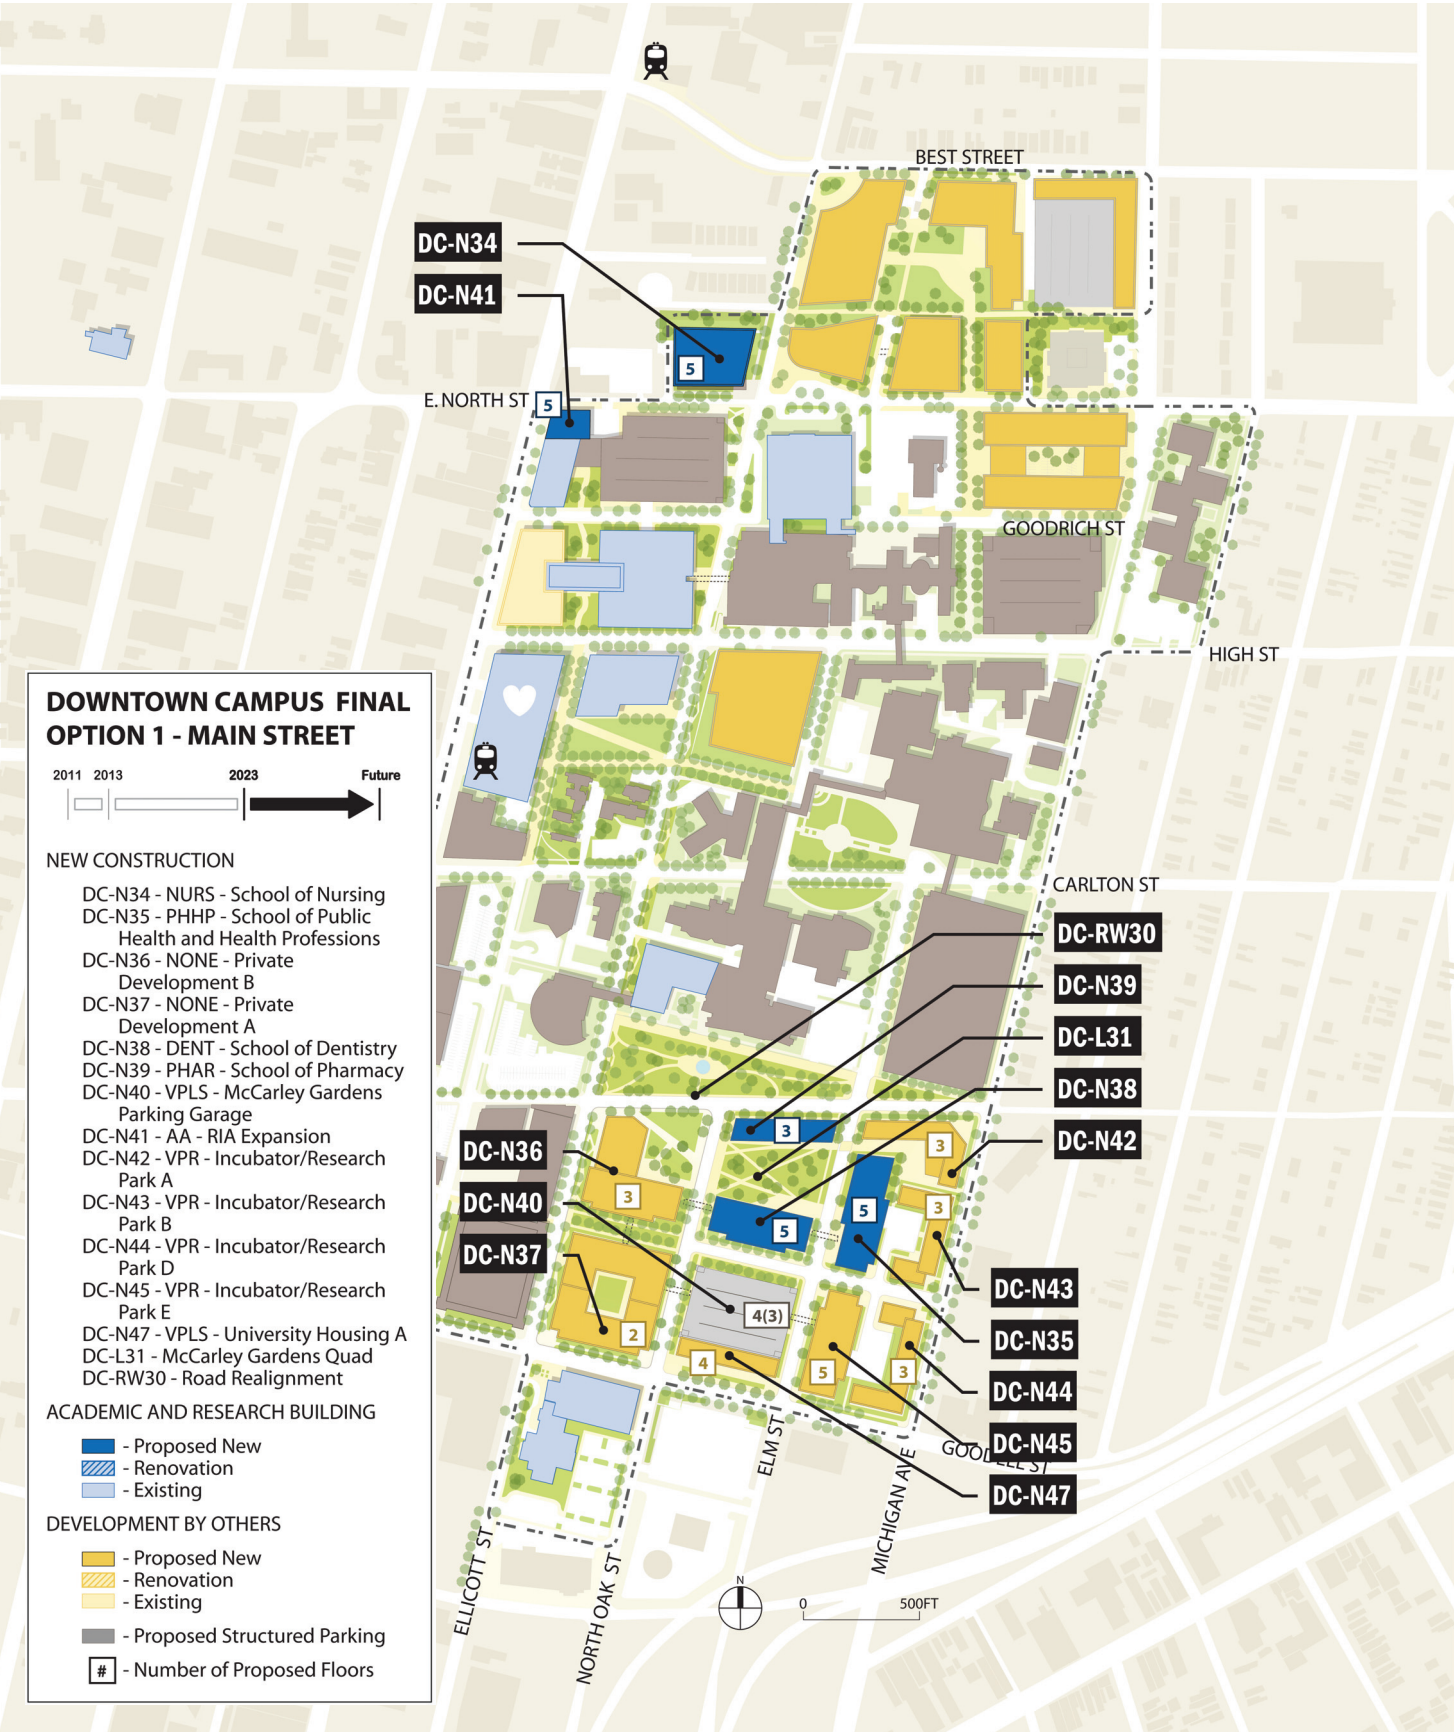 BEST STREET
DC-N34
DC-N41
5
E. NORTH ST
5
GOODRICH ST
HIGH ST
DOWNTOWN CAMPUS FINAL
OPTION 1 - MAIN STREET
2011 2013 2023 Future
NEW CONSTRUCTION
DC-N34 - NURS - School of Nursing
DC-N35 - PHHP - School of Public
Health and Health Professions
DC-N36 - NONE - Private
Development B
DC-N37 - NONE - Private
Development A
DC-N38 - DENT - School of Dentistry
DC-N39 - PHAR - School of Pharmacy
DC-N40 - VPLS - McCarley Gardens
Parking Garage
DC-N41 - AA - RIA Expansion
DC-N42 - VPR - Incubator/Research
Park A
DC-N43 - VPR - Incubator/Research
Park B
DC-N44 - VPR - Incubator/Research
Park D
DC-N45 - VPR - Incubator/Research
Park E
DC-N47 - VPLS - University Housing A
DC-L31 - McCarley Gardens Quad
DC-RW30 - Road Realignment
ACADEMIC AND RESEARCH BUILDING
- Proposed New
- Renovation
- Existing
DEVELOPMENT BY OTHERS
- Proposed New
- Renovation
- Existing
- Proposed Structured Parking
# - Number of Proposed Floors
CARLTON ST
DC-RW30
DC-N39
DC-L31
DC-N38
DC-N42
DC-N36
DC-N40
DC-N37
3
3
3
5
3
5
4(3)
2
4
5
3
DC-N43
DC-N35
DC-N44
DC-N45
DC-N47
GOODELL ST
ELM ST
MICHIGAN AVE
ELLICOTT ST
NORTH OAK ST
N
0 500FT